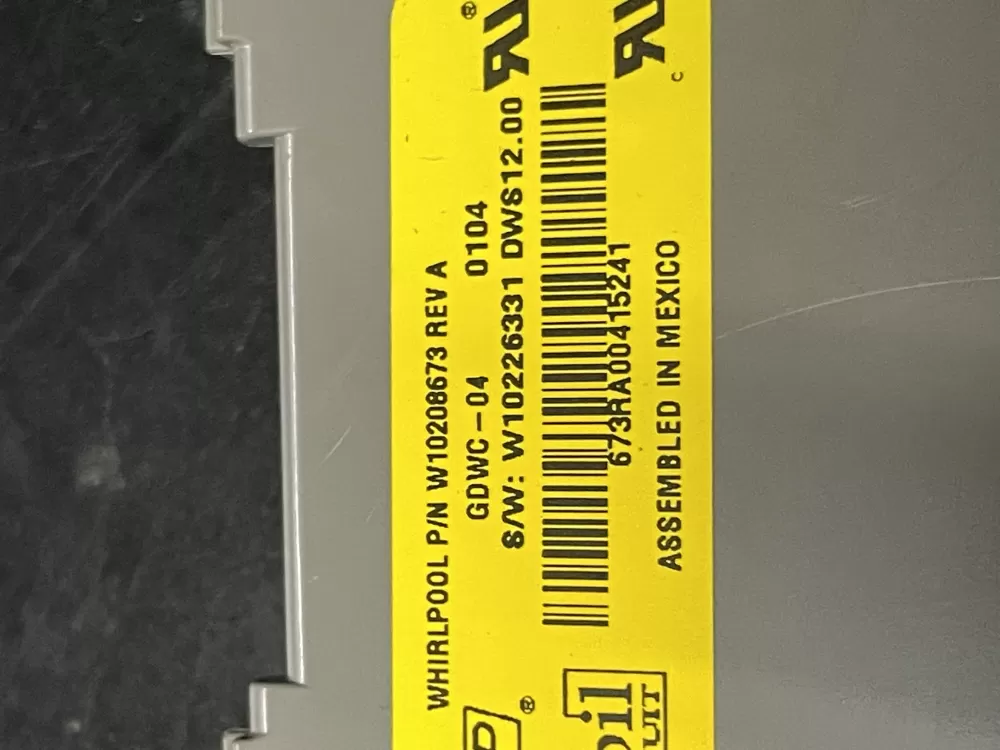 WHIRLPOOL P/N W10208673 REV A
GDWC-04 0104
S/W: W10226331 DWS12.00
673RA00415241
ASSEMBLED IN MEXICO